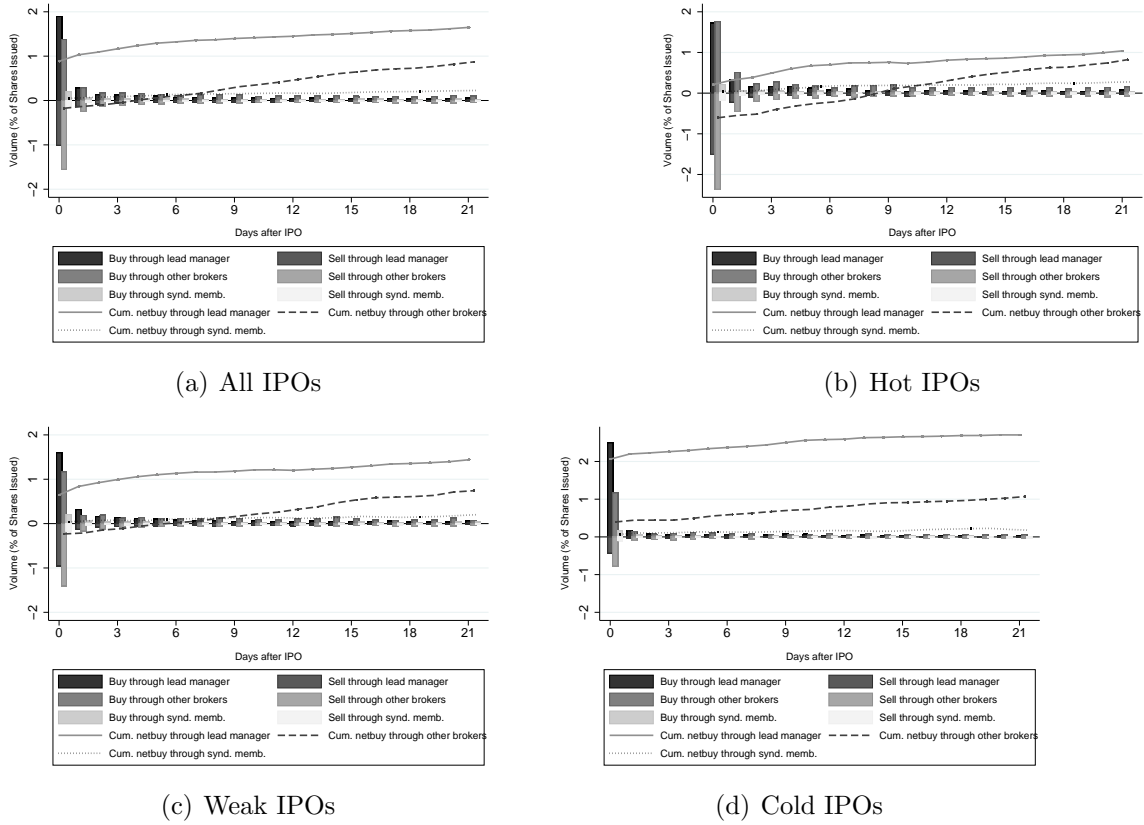 Volume (% of Shares Issued)
2
1
0
−1
−2
0 3 6 9 12 15 18 21
Days after IPO
Buy through lead manager Sell through lead manager
Buy through other brokers Sell through other brokers
Buy through synd. memb. Sell through synd. memb.
Cum. netbuy through lead manager Cum. netbuy through other brokers
Cum. netbuy through synd. memb.
(a) All IPOs
Volume (% of Shares Issued)
2
1
0
−1
−2
0 3 6 9 12 15 18 21
Days after IPO
Buy through lead manager Sell through lead manager
Buy through other brokers Sell through other brokers
Buy through synd. memb. Sell through synd. memb.
Cum. netbuy through lead manager Cum. netbuy through other brokers
Cum. netbuy through synd. memb.
(b) Hot IPOs
Volume (% of Shares Issued)
2
1
0
−1
−2
0 3 6 9 12 15 18 21
Days after IPO
Buy through lead manager Sell through lead manager
Buy through other brokers Sell through other brokers
Buy through synd. memb. Sell through synd. memb.
Cum. netbuy through lead manager Cum. netbuy through other brokers
Cum. netbuy through synd. memb.
(c) Weak IPOs
Volume (% of Shares Issued)
2
1
0
−1
−2
0 3 6 9 12 15 18 21
Days after IPO
Buy through lead manager Sell through lead manager
Buy through other brokers Sell through other brokers
Buy through synd. memb. Sell through synd. memb.
Cum. netbuy through lead manager Cum. netbuy through other brokers
Cum. netbuy through synd. memb.
(d) Cold IPOs